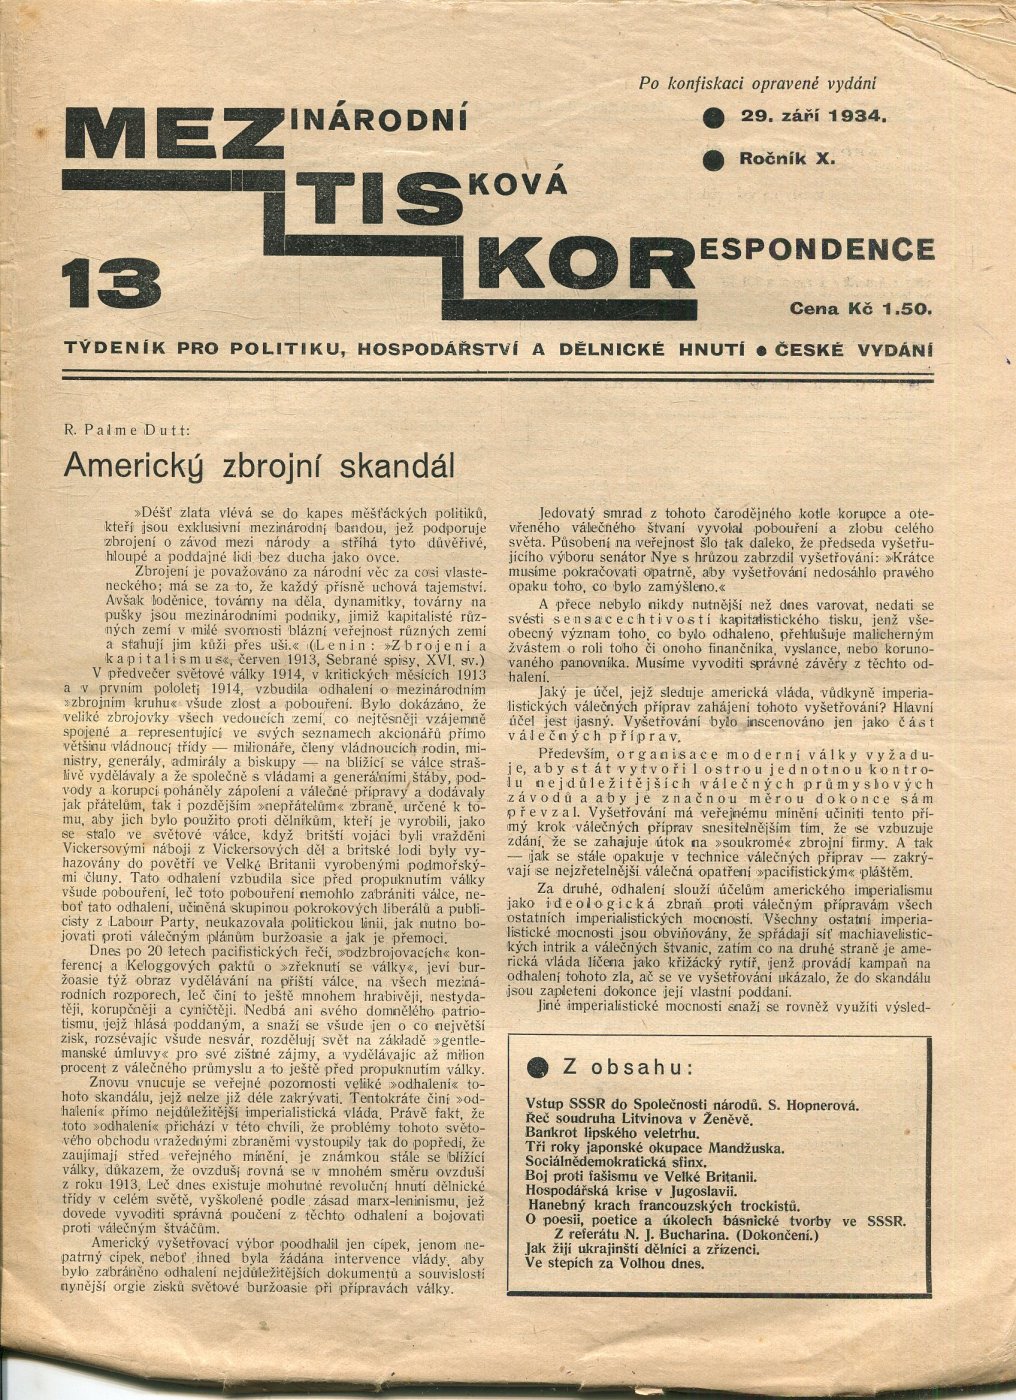 Po konfiskaci opravené vydání
MEZINÁRODNÍ
● 29. září 1934.
● Ročník X.
TISKOVÁ
KORESPONDENCE
13
Cena Kč 1.50.
TÝDENÍK PRO POLITIKU, HOSPODÁŘSTVÍ A DĚLNICKÉ HNUTÍ ● ČESKÉ VYDÁNÍ
R. Palme Dutt:
Americký zbrojní skandál
»Déšť zlata vlévá se do kapes měšťáckých politiků,
kteří jsou exklusivní mezinárodní bandou, jež podporuje
zbrojení o závod mezi národy a stříhá tyto důvěřivé,
hloupé a poddajné lidi bez ducha jako ovce.
Zbrojení je považováno za národní věc za cosi vlaste-
neckého; má se za to, že každý přísně uchová tajemství.
Avšak loděnice, továrny na děla, dynamitky, továrny na
pušky jsou mezinárodními podniky, jimiž kapitalisté růz-
ných zemí v milé svornosti blázní veřejnost různých zemí
a stahují jim kůži přes uši.« (Lenin: »Zbrojení a
kapitalismus«, červen 1913, Sebrané spisy, XVI. sv.)
V předvečer světové války 1914, v kritických měsících 1913
a v prvním pololetí 1914, vzbudila odhalení o mezinárodním
»zbrojním kruhu« všude zlost a pobouření. Bylo dokázáno, že
veliké zbrojovky všech vedoucích zemí, co nejtěsněji vzájemně
spojené a representující ve svých seznamech akcionářů přímo
většinu vládnoucí třídy — milionáře, členy vládnoucích rodin, mi-
nistry, generály, admirály a biskupy — na blížící se válce straš-
livě vydělávaly a že společně s vládami a generálními štáby, pod-
vody a korupcí poháněly zápolení a válečné přípravy a dodávaly
jak přátelům, tak i pozdějším »nepřátelům« zbraně, určené k to-
mu, aby jich bylo použito proti dělníkům, kteří je vyrobili, jako
se stalo ve světové válce, když britští vojáci byli vražděni
Vickersovými náboji z Vickersových děl a britské lodi byly vy-
hazovány do povětří ve Velké Britanii vyrobenými podmořský-
mi čluny. Tato odhalení vzbudila sice před propuknutím války
všude pobouření, leč toto pobouření nemohlo zabrániti válce, ne-
boť tato odhalení, učiněná skupinou pokrokových liberálů a publi-
cisty z Labour Party, neukazovala politickou linii, jak nutno bo-
jovati proti válečným plánům buržoasie a jak je přemoci.
Dnes po 20 letech pacifistických řečí, »odzbrojovacích« kon-
ferencí a Keloggových paktů o »zřeknutí se války«, jeví bur-
žoasie týž obraz vydělávání na příští válce, na všech meziná-
rodních rozporech, leč činí to ještě mnohem hrabivěji, nestyda-
těji, korupčněji a cyničtěji. Nedbá ani svého domnělého patrio-
tismu, jejž hlásá poddaným, a snaží se všude jen o co největší
zisk, rozsévajíc všude nesvár, rozdělují svět na základě »gentle-
manské úmluvy« pro své zištné zájmy, a vydělávajíc až milion
procent z válečného průmyslu a to ještě před propuknutím války.
Znovu vnucuje se veřejné pozornosti veliké »odhalení« to-
hoto skandálu, jejž nelze již déle zakrývati. Tentokráte činí »od-
halení« přímo nejdůležitější imperialistická vláda. Právě fakt, že
toto »odhalení« přichází v této chvíli, že problémy tohoto světo-
vého obchodu vražednými zbraněmi vystoupily tak do popředí, že
zaujímají střed veřejného mínění, je známkou stále se blížící
války, důkazem, že ovzduší rovná se v mnohém směru ovzduší
z roku 1913. Leč dnes existuje mohutné revoluční hnutí dělnické
třídy v celém světě, vyškolené podle zásad marx-leninismu, jež
dovede vyvoditi správná poučení z těchto odhalení a bojovati
proti válečným štváčům.
Americký vyšetřovací výbor poodhalil jen cípek, jenom ne-
patrný cípek, neboť ihned byla žádána intervence vlády, aby
bylo zabráněno odhalení nejdůležitějších dokumentů a souvislostí
nynější orgie zisků světové buržoasie při přípravách války.
Jedovatý smrad z tohoto čarodějného kotle korupce a ote-
vřeného válečného štvaní vyvolal pobouření a zlobu celého
světa. Působení na veřejnost šlo tak daleko, že předseda vyšetřu-
jícího výboru senátor Nye s hrůzou zabrzdil vyšetřování: »Krátce
musíme pokračovati opatrně, aby vyšetřování nedosáhlo pravého
opaku toho, co bylo zamýšleno.«
A přece nebylo nikdy nutnější než dnes varovat, nedati se
svésti sensacechtivostí kapitalistického tisku, jenž vše-
obecný význam toho, co bylo odhaleno, přehlušuje malicherným
žvástem o roli toho či onoho finančníka, vyslance, nebo koruno-
vaného panovníka. Musíme vyvoditi správné závěry z těchto od-
halení.
Jaký je účel, jejž sleduje americká vláda, vůdkyně imperia-
listických válečných příprav zahájení tohoto vyšetřování? Hlavní
účel jest jasný. Vyšetřování bylo inscenováno jen jako část
válečných příprav.
Především, organisace moderní války vyžadu-
je, aby stát vytvořil ostrou jednotnou kontro-
lu nejdůležitějších válečných průmyslových
závodů a aby je značnou měrou dokonce sám
převzal. Vyšetřování má veřejnému mínění učiniti tento pří-
mý krok válečných příprav snesitelnějším tím, že se vzbuzuje
zdání, že se zahajuje útok na »soukromé« zbrojní firmy. A tak
— jak se stále opakuje v technice válečných příprav — zakrý-
vají se nejzřetelnější válečná opatření »pacifistickým« pláštěm.
Za druhé, odhalení slouží účelům amerického imperialismu
jako ideologická zbraň proti válečným přípravám všech
ostatních imperialistických mocností. Všechny ostatní imperia-
listické mocnosti jsou obviňovány, že spřádají síť machiavelistic-
kých intrik a válečných štvanic, zatím co na druhé straně je ame-
rická vláda líčena jako křižácký rytíř, jenž provádí kampaň na
odhalení tohoto zla, ač se ve vyšetřování ukázalo, že do skandálu
jsou zapleteni dokonce její vlastní poddaní.
Jiné imperialistické mocnosti snaží se rovněž využíti výsled-
● Z obsahu:
Vstup SSSR do Společnosti národů. S. Hopnerová.
Řeč soudruha Litvinova v Ženěvě.
Bankrot lipského veletrhu.
Tři roky japonské okupace Mandžuska.
Sociálnědemokratická sfinx.
Boj proti fašismu ve Velké Britanii.
Hospodářská krise v Jugoslavii.
Hanebný krach francouzských trockistů.
O poesii, poetice a úkolech básnické tvorby ve SSSR.
Z referátu N. J. Bucharina. (Dokončení.)
Jak žijí ukrajinští dělníci a zřízenci.
Ve stepích za Volhou dnes.